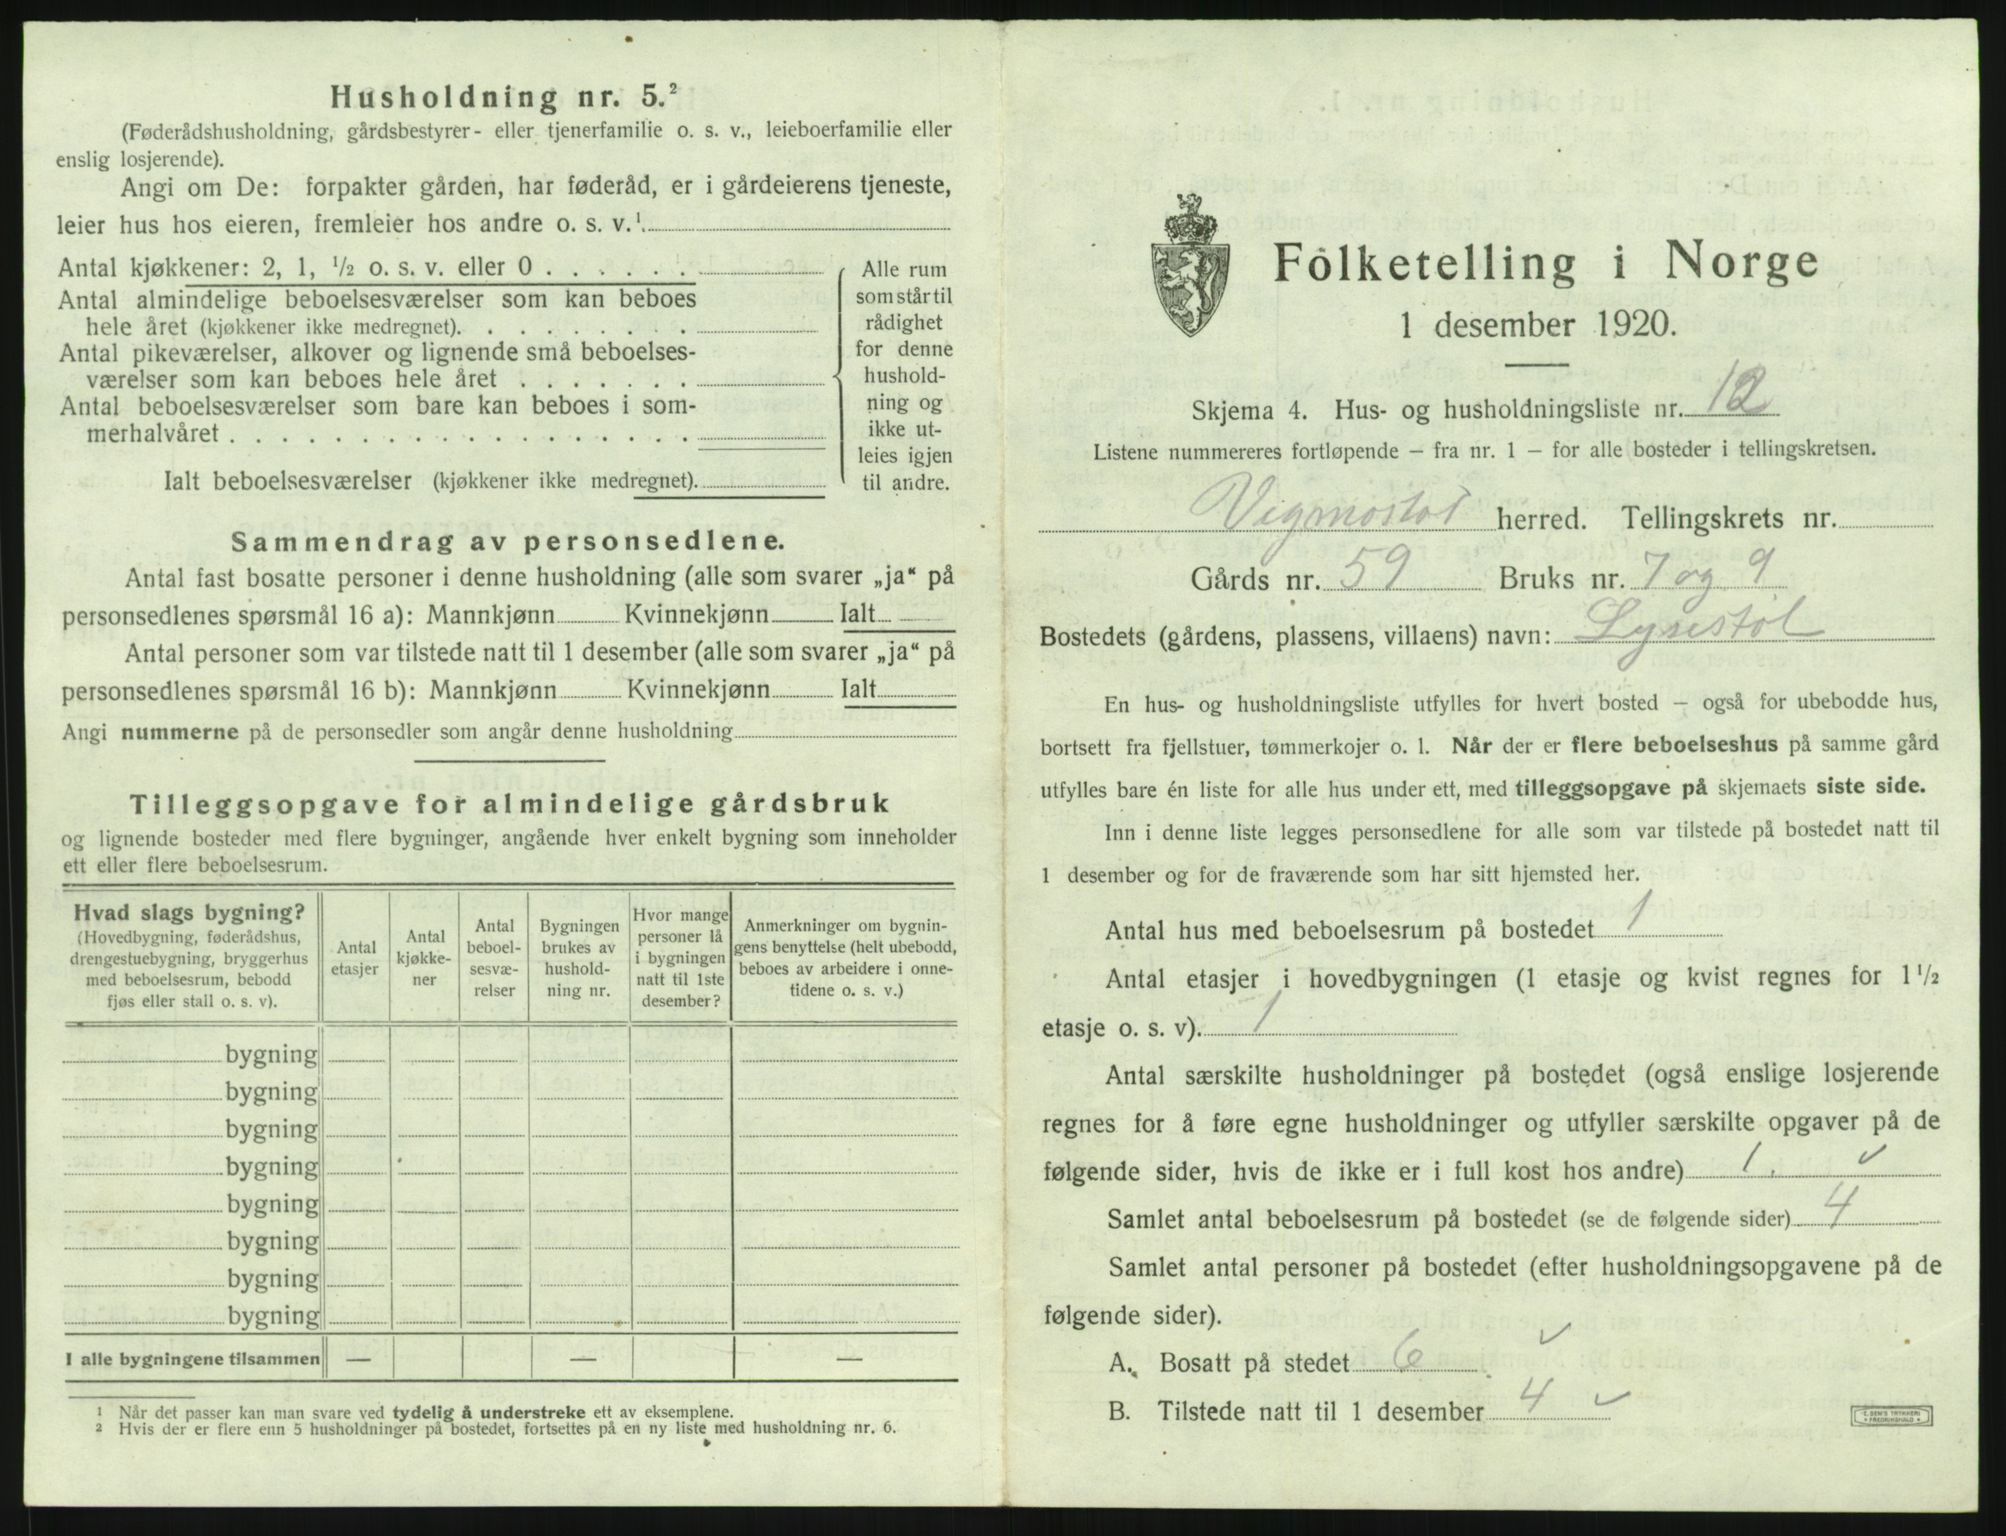 Husholdning nr. 5.²
(Føderådshusholdning, gårdsbestyrer- eller tjenerfamilie o. s. v., leieboerfamilie eller
enslig losjerende).
Angi om De: forpakter gården, har føderåd, er i gårdeierens tjeneste,
leier hus hos eieren, fremleier hos andre o. s. v.¹.
Antal kjøkkener: 2, 1, ½ o. s. v. eller 0 . . . . . .
Antal almindelige beboelsesværelser som kan beboes
hele året (kjøkkener ikke medregnet). . . . . . . . .
Antal pikeværelser, alkover og lignende små beboelses-
værelser som kan beboes hele året . . . . . . .
Antal beboelsesværelser som bare kan beboes i som-
merhalvåret . . . . . . . . . . . . . . . . . .
Ialt beboelsesværelser (kjøkkener ikke medregnet).
Alle rum
som står til
rådighet
for denne
hushold-
ning og
ikke ut-
leies igjen
til andre.
Sammendrag av personsedlene.
Antal fast bosatte personer i denne husholdning (alle som svarer „ja“ på
personsedlenes spørsmål 16 a): Mannkjønn Kvinnekjønn Ialt
Antal personer som var tilstede natt til 1 desember (alle som svarer „ja“ på
personsedlenes spørsmål 16 b): Mannkjønn Kvinnekjønn Ialt
Angi nummerne på de personsedler som angår denne husholdning
Tilleggsopgave for almindelige gårdsbruk
og lignende bosteder med flere bygninger, angående hver enkelt bygning som inneholder
ett eller flere beboelsesrum.
Hvad slags bygning?
(Hovedbygning, føderådshus,
drengestuebygning, bryggerhus
med beboelsesrum, bebodd
fjøs eller stall o. s. v).
Antal
etasjer
Antal
kjøkke-
ner
Antal
beboel-
sesvæ-
relser
Bygningen
brukes av
hushold-
ning nr.
Hvor mange
personer lå
i bygningen
natt til 1ste
desember?
Anmerkninger om bygnin-
gens benyttelse (helt ubebodd,
beboes av arbeidere i onne-
tidene o. s. v.)
bygning
bygning
bygning
bygning
bygning
bygning
bygning
bygning
I alle bygningene tilsammen — — —
1 Når det passer kan man svare ved tydelig å understreke ett av eksemplene.
2 Hvis der er flere enn 5 husholdninger på bostedet, fortsettes på en ny liste med husholdning nr. 6.
Folketelling i Norge
1 desember 1920.
Skjema 4. Hus- og husholdningsliste nr. 12
Listene nummereres fortløpende – fra nr. 1 – for alle bosteder i tellingskretsen.
Vigmostad herred. Tellingskrets nr.
Gårds nr. 59 Bruks nr. 7 og 9
Bostedets (gårdens, plassens, villaens) navn: Lysestøl
En hus- og husholdningsliste utfylles for hvert bosted – også for ubebodde hus,
bortsett fra fjellstuer, tømmerkojer o. l. Når der er flere beboelseshus på samme gård
utfylles bare én liste for alle hus under ett, med tilleggsopgave på skjemaets siste side.
Inn i denne liste legges personsedlene for alle som var tilstede på bostedet natt til
1 desember og for de fraværende som har sitt hjemsted her.
Antal hus med beboelsesrum på bostedet 1
Antal etasjer i hovedbygningen (1 etasje og kvist regnes for 1½
etasje o. s. v). 1
Antal særskilte husholdninger på bostedet (også enslige losjerende
regnes for å føre egne husholdninger og utfyller særskilte opgaver på de
følgende sider, hvis de ikke er i full kost hos andre) 1. ✓
Samlet antal beboelsesrum på bostedet (se de følgende sider) 4
Samlet antal personer på bostedet (efter husholdningsopgavene på de
følgende sider).
A. Bosatt på stedet 6 ✓
B. Tilstede natt til 1 desember 4 ✓